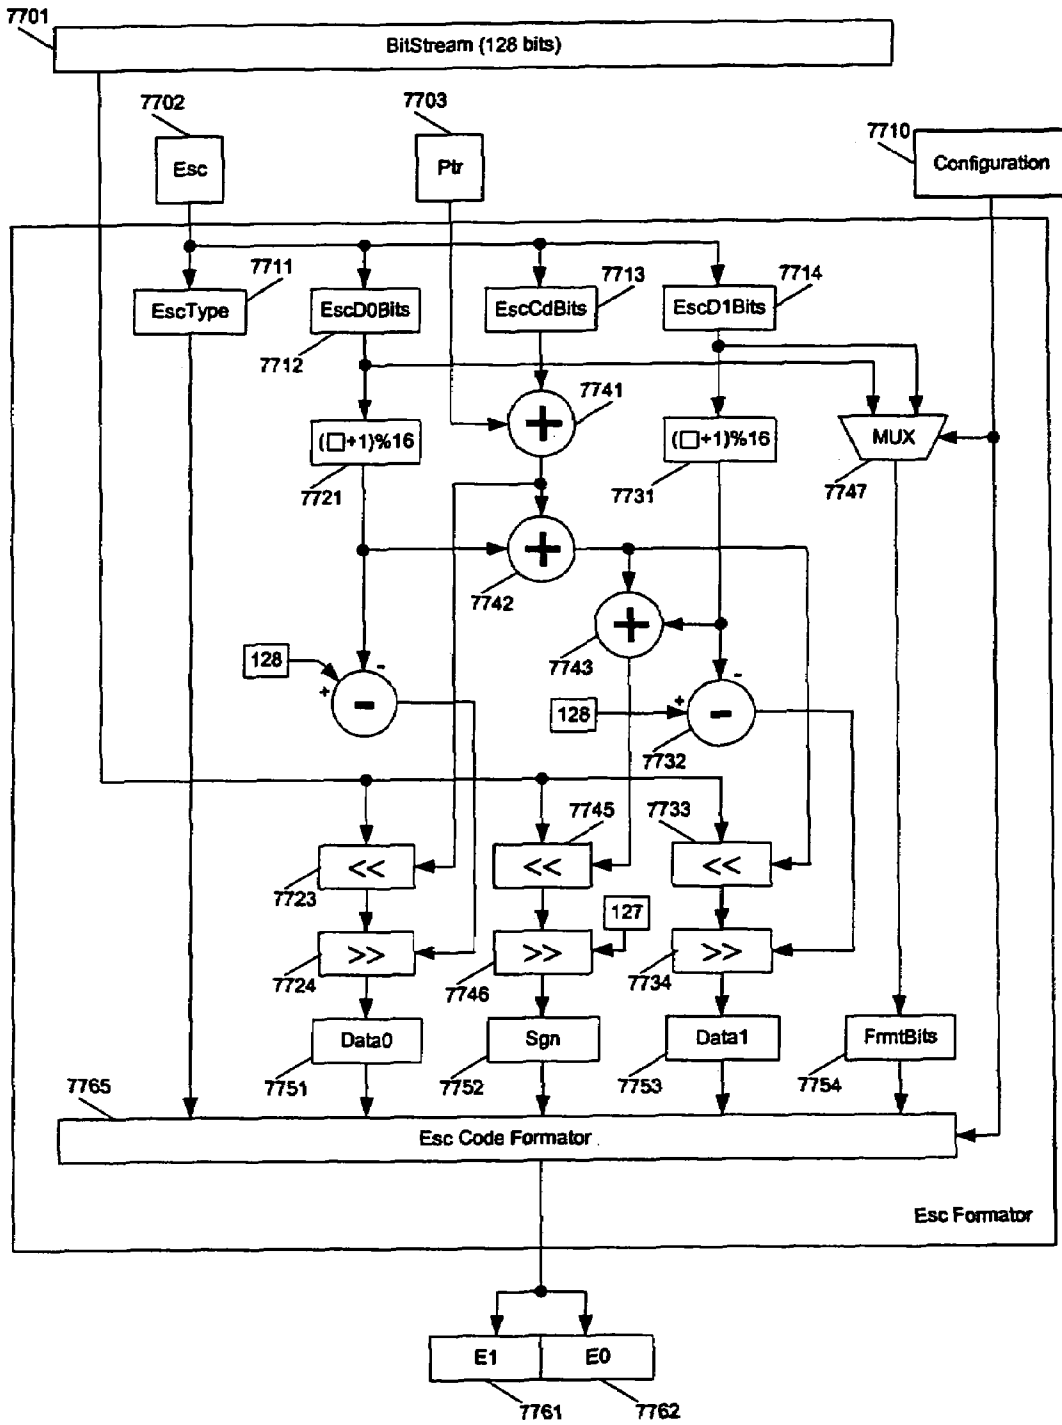 7701
BitStream (128 bits)
7702
7703
7710
Esc
Ptr
Configuration
7711
7713
7714
EscType
EscD0Bits
EscCdBits
EscD1Bits
7712
7741
+
(□+1)%16
(□+1)%16
MUX
7721
7731
7747
+
7742
+
7743
128
+
-
-
128
+
-
-
7732
7745
7733
<<
<<
<<
7723
127
>>
>>
>>
7724
7746
7734
Data0
Sgn
Data1
FrmtBits
7765
7751
7752
7753
7754
Esc Code Formator
Esc Formator
E1
E0
7761
7762